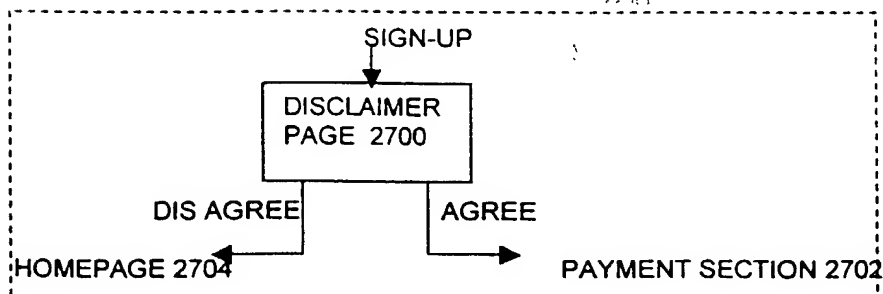 SIGN-UP
DISCLAIMER
PAGE 2700
DIS AGREE
AGREE
HOMEPAGE 2704
PAYMENT SECTION 2702